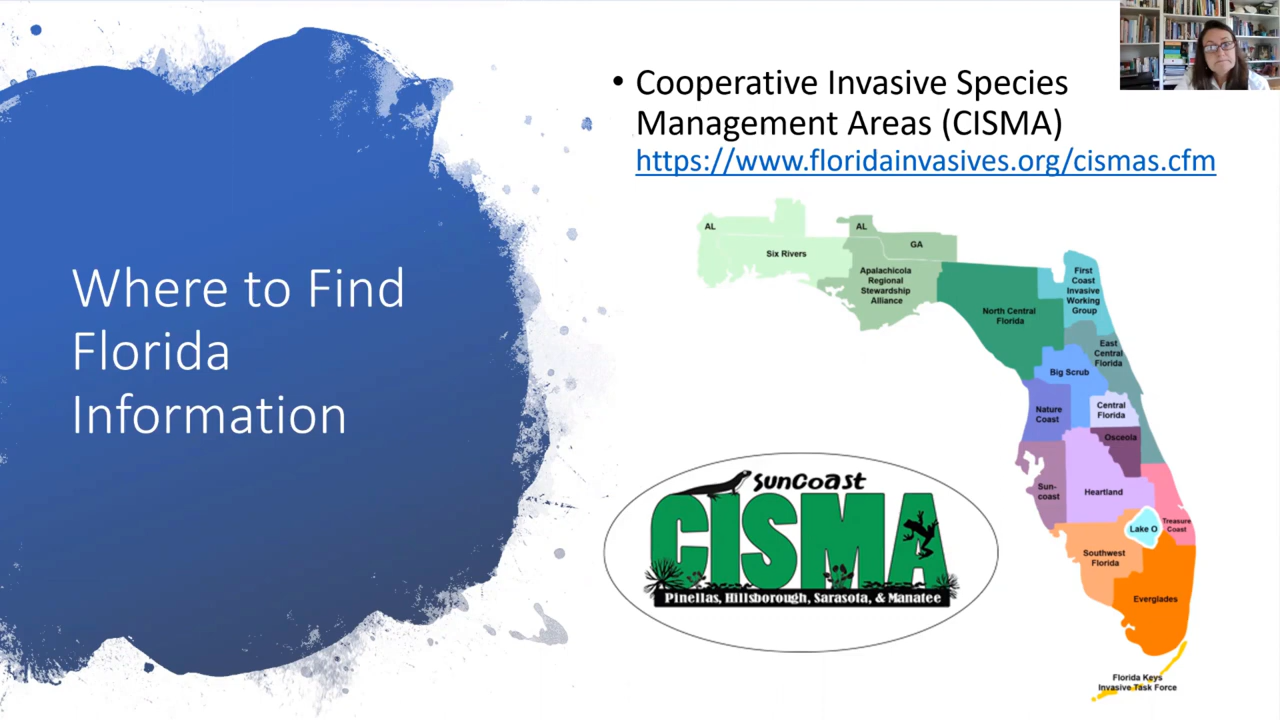 Where to Find
Florida
Information
• Cooperative Invasive Species
Management Areas (CISMA)
https://www.floridainvasives.org/cismas.cfm
AL
Six Rivers
AL
GA
Apalachicola
Regional
Stewardship
Alliance
North Central
Florida
First
Coast
Invasive
Working
Group
East
Central
Florida
Big Scrub
Nature
Coast
Central
Florida
Osceola
Sun-
coast
Heartland
Lake O
Treasure
Coast
Southwest
Florida
Everglades
Florida Keys
Invasive Task Force
SunCoast
CISMA
Pinellas, Hillsborough, Sarasota, & Manatee